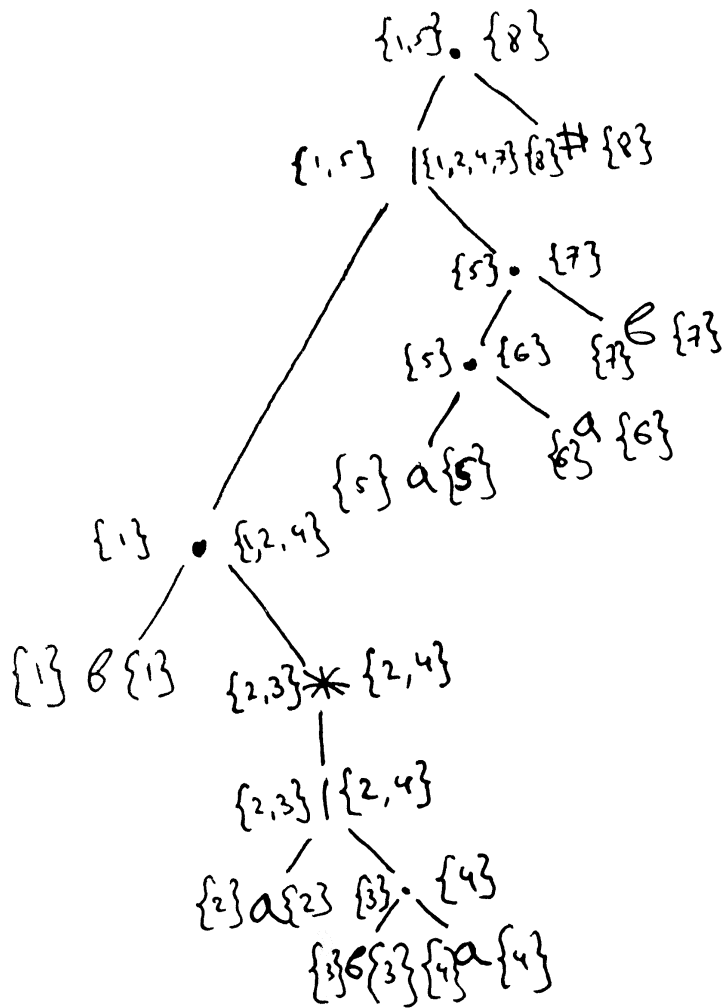 {1,5} . {8}
{1,5} | {1,2,4,7} {8} # {8}
{5} . {7}
{5} . {6} {7} b {7}
{5} a {5} {6} a {6}
{1} . {1,2,4}
{1} b {1} {2,3} * {2,4}
{2,3} | {2,4}
{2} a {2} {3} . {4}
{3} b {3} {4} a {4}